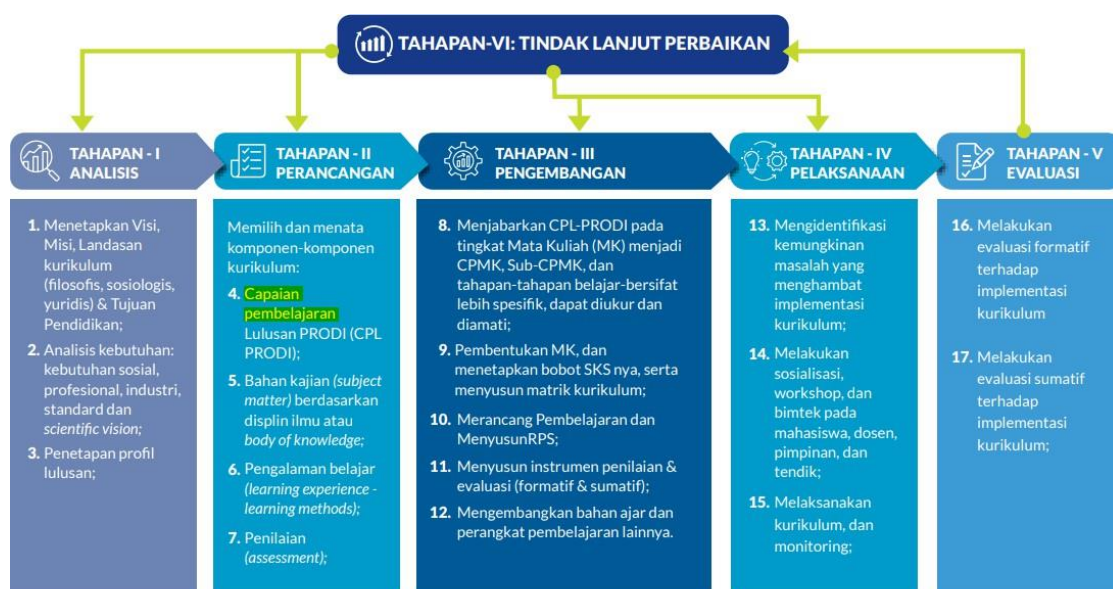 TAHAPAN-VI: TINDAK LANJUT PERBAIKAN
TAHAPAN - I
ANALISIS
1. Menetapkan Visi,
Misi, Landasan
kurikulum
(filosofis, sosiologis,
yuridis) & Tujuan
Pendidikan;
2. Analisis kebutuhan:
kebutuhan sosial,
profesional, industri,
standard dan
scientific vision;
3. Penetapan profil
lulusan;
TAHAPAN - II
PERANCANGAN
Memilih dan menata
komponen-komponen
kurikulum:
4. Capaian
pembelajaran
Lulusan PRODI (CPL
PRODI);
5. Bahan kajian (subject
matter) berdasarkan
displin ilmu atau
body of knowledge;
6. Pengalaman belajar
(learning experience -
learning methods);
7. Penilaian
(assessment);
TAHAPAN - III
PENGEMBANGAN
8. Menjabarkan CPL-PRODI pada
tingkat Mata Kuliah (MK) menjadi
CPMK, Sub-CPMK, dan
tahapan-tahapan belajar-bersifat
lebih spesifik, dapat diukur dan
diamati;
9. Pembentukan MK, dan
menetapkan bobot SKS nya, serta
menyusun matrik kurikulum;
10. Merancang Pembelajaran dan
MenyusunRPS;
11. Menyusun instrumen penilaian &
evaluasi (formatif & sumatif);
12. Mengembangkan bahan ajar dan
perangkat pembelajaran lainnya.
TAHAPAN - IV
PELAKSANAAN
13. Mengidentifikasi
kemungkinan
masalah yang
menghambat
implementasi
kurikulum;
14. Melakukan
sosialisasi,
workshop, dan
bimtek pada
mahasiswa, dosen,
pimpinan, dan
tendik;
15. Melaksanakan
kurikulum, dan
monitoring;
TAHAPAN - V
EVALUASI
16. Melakukan
evaluasi formatif
terhadap
implementasi
kurikulum
17. Melakukan
evaluasi sumatif
terhadap
implementasi
kurikulum;